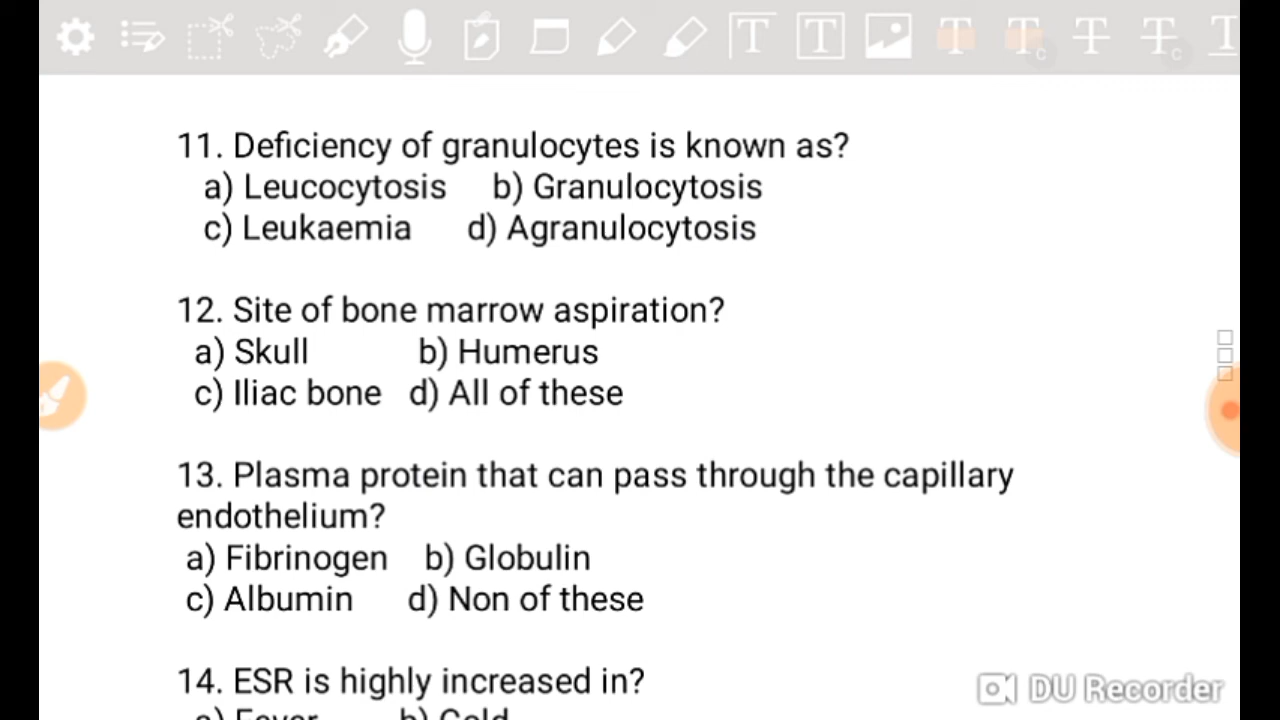 11. Deficiency of granulocytes is known as?
a) Leucocytosis b) Granulocytosis
c) Leukaemia d) Agranulocytosis
12. Site of bone marrow aspiration?
a) Skull b) Humerus
c) Iliac bone d) All of these
13. Plasma protein that can pass through the capillary
endothelium?
a) Fibrinogen b) Globulin
c) Albumin d) Non of these
14. ESR is highly increased in?
a) Fever b) Cold
DU Recorder